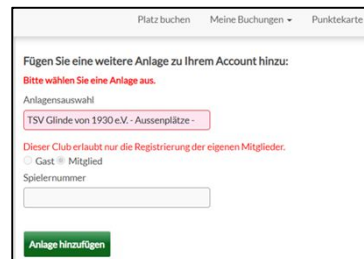 Platz buchen Meine Buchungen Punktekarte
Fügen Sie eine weitere Anlage zu Ihrem Account hinzu:
Bitte wählen Sie eine Anlage aus.
Anlagensauswahl
TSV Glinde von 1930 e.V. - Aussenplätze -
Dieser Club erlaubt nur die Registrierung der eigenen Mitglieder.
Gast Mitglied
Spielernummer
Anlage hinzufügen